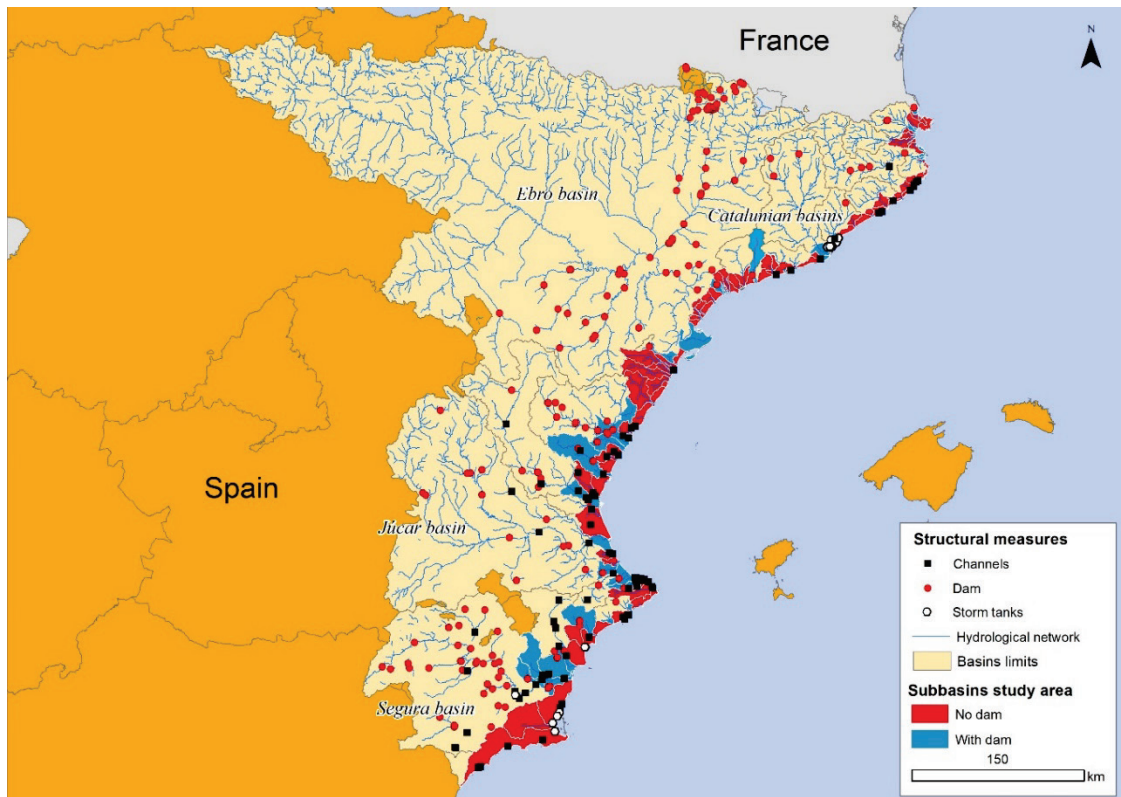 France
N
Ebro basin
Catalunian basins
Spain
Júcar basin
Segura basin
Structural measures
Channels
Dam
Storm tanks
Hydrological network
Basins limits
Subbasins study area
No dam
With dam
150
km